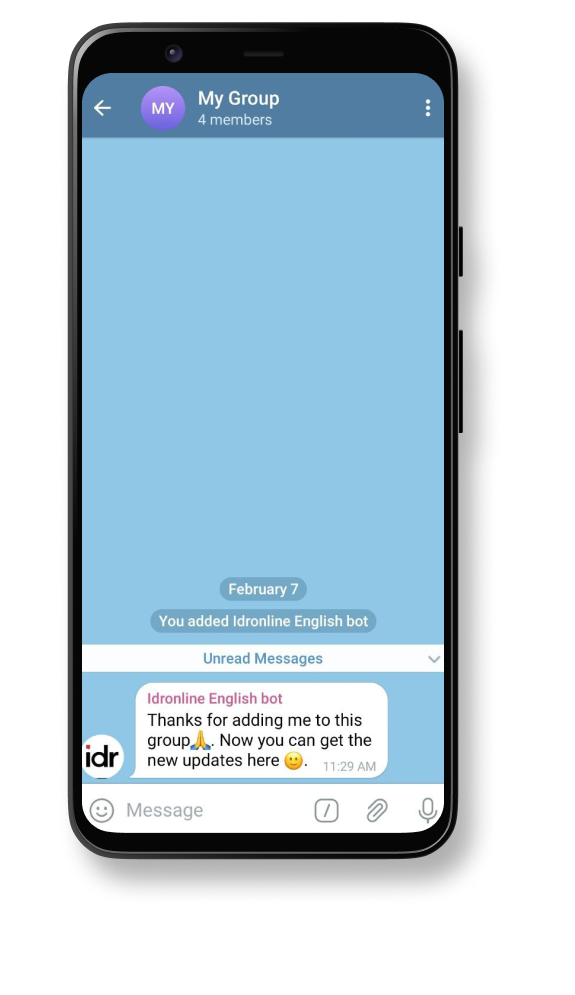 MY
My Group
4 members
February 7
You added Idronline English bot
Unread Messages
Idronline English bot
Thanks for adding me to this
group🙏. Now you can get the
new updates here 🙂.
11:29 AM
idr
Message
/